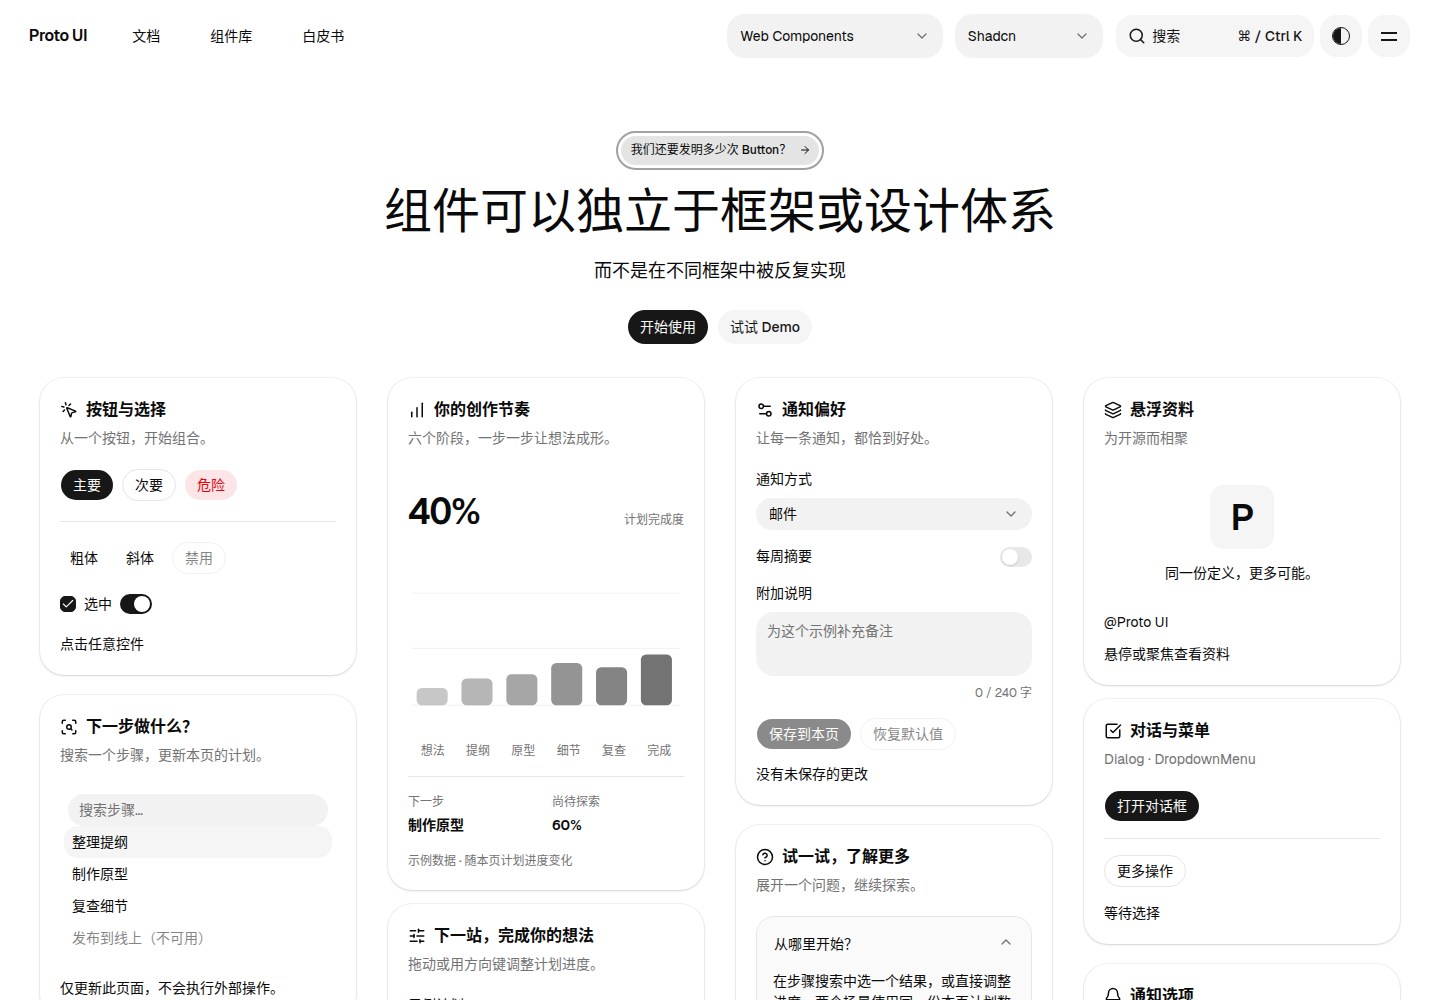 Proto UI 文档 组件库 白皮书 Web Components Shadcn 搜索 ⌘ / Ctrl K
我们还要发明多少次 Button? →
组件可以独立于框架或设计体系
而不是在不同框架中被反复实现
开始使用 试试 Demo
按钮与选择
从一个按钮，开始组合。
主要 次要 危险
粗体 斜体 禁用
选中
点击任意控件
下一步做什么？
搜索一个步骤，更新本页的计划。
搜索步骤...
整理提纲
制作原型
复查细节
发布到线上（不可用）
仅更新此页面，不会执行外部操作。
你的创作节奏
六个阶段，一步一步让想法成形。
40% 计划完成度
想法 提纲 原型 细节 复查 完成
下一步 尚待探索
制作原型 60%
示例数据 · 随本页计划进度变化
下一站，完成你的想法
拖动或用方向键调整计划进度。
通知偏好
让每一条通知，都恰到好处。
通知方式
邮件
每周摘要
附加说明
为这个示例补充备注
0 / 240 字
保存到本页 恢复默认值
没有未保存的更改
试一试，了解更多
展开一个问题，继续探索。
从哪里开始？
在步骤搜索中选一个结果，或直接调整
悬浮资料
为开源而相聚
P
同一份定义，更多可能。
@Proto UI
悬停或聚焦查看资料
对话与菜单
Dialog · DropdownMenu
打开对话框
更多操作
等待选择
通知选项